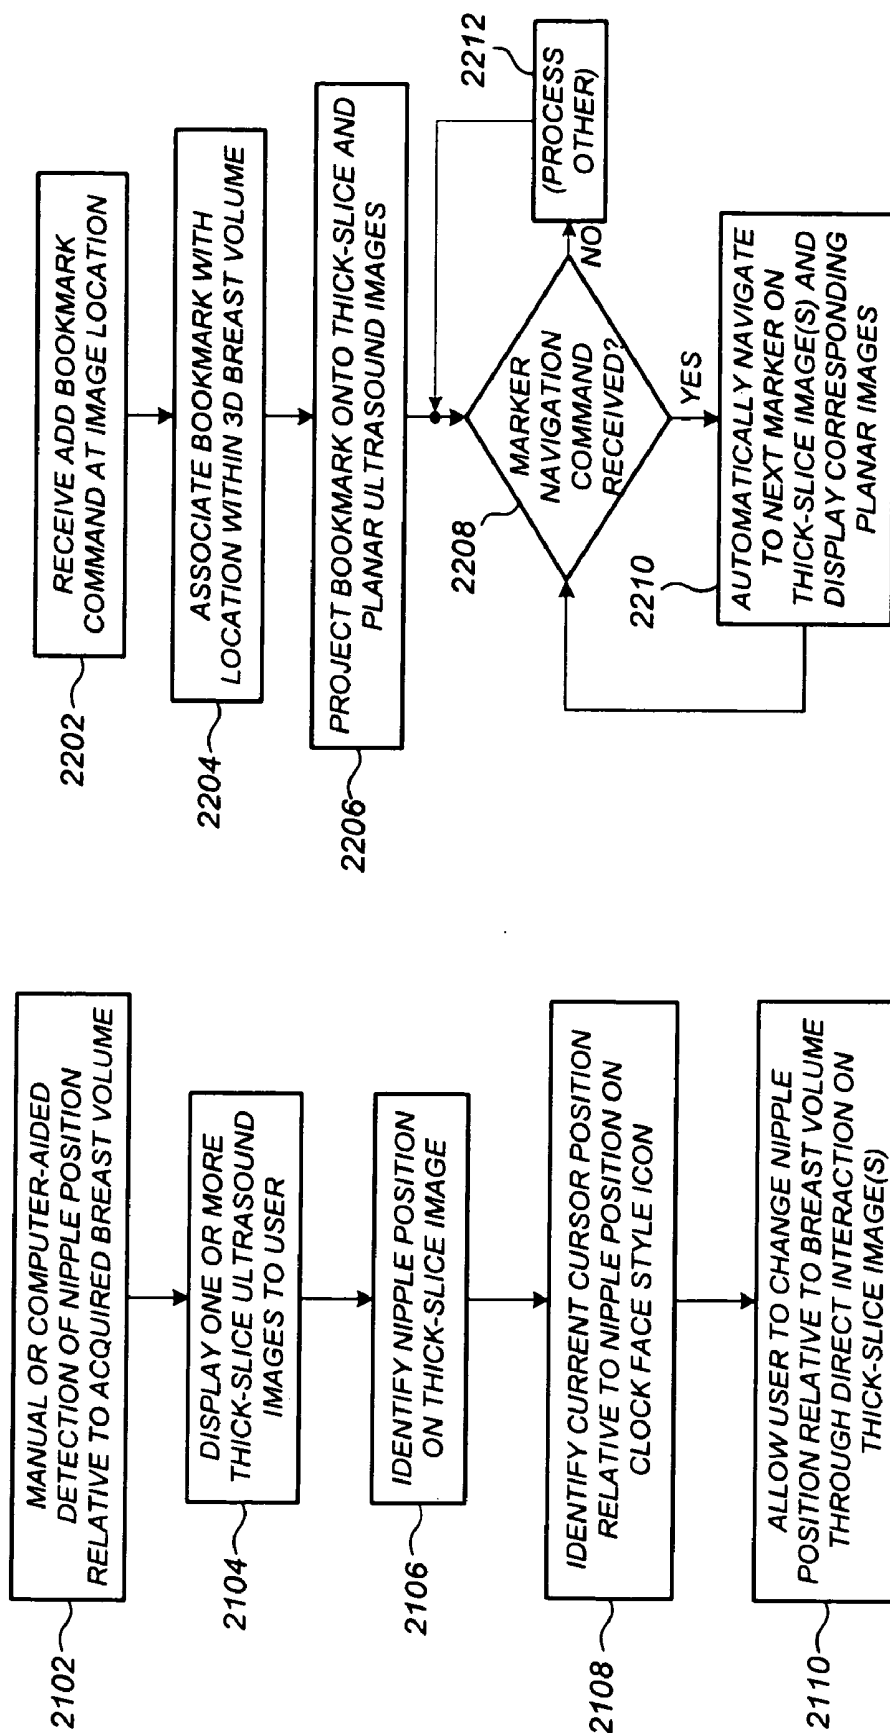 2102
MANUAL OR COMPUTER-AIDED
DETECTION OF NIPPLE POSITION
RELATIVE TO ACQUIRED BREAST VOLUME
2104
DISPLAY ONE OR MORE
THICK-SLICE ULTRASOUND
IMAGES TO USER
2106
IDENTIFY NIPPLE POSITION
ON THICK-SLICE IMAGE
2108
IDENTIFY CURRENT CURSOR POSITION
RELATIVE TO NIPPLE POSITION ON
CLOCK FACE STYLE ICON
2110
ALLOW USER TO CHANGE NIPPLE
POSITION RELATIVE TO BREAST VOLUME
THROUGH DIRECT INTERACTION ON
THICK-SLICE IMAGE(S)
2202
RECEIVE ADD BOOKMARK
COMMAND AT IMAGE LOCATION
2204
ASSOCIATE BOOKMARK WITH
LOCATION WITHIN 3D BREAST VOLUME
2206
PROJECT BOOKMARK ONTO THICK-SLICE AND
PLANAR ULTRASOUND IMAGES
2208
MARKER
NAVIGATION
COMMAND
RECEIVED?
NO
2212
(PROCESS
OTHER)
YES
2210
AUTOMATICALLY NAVIGATE
TO NEXT MARKER ON
THICK-SLICE IMAGE(S) AND
DISPLAY CORRESPONDING
PLANAR IMAGES